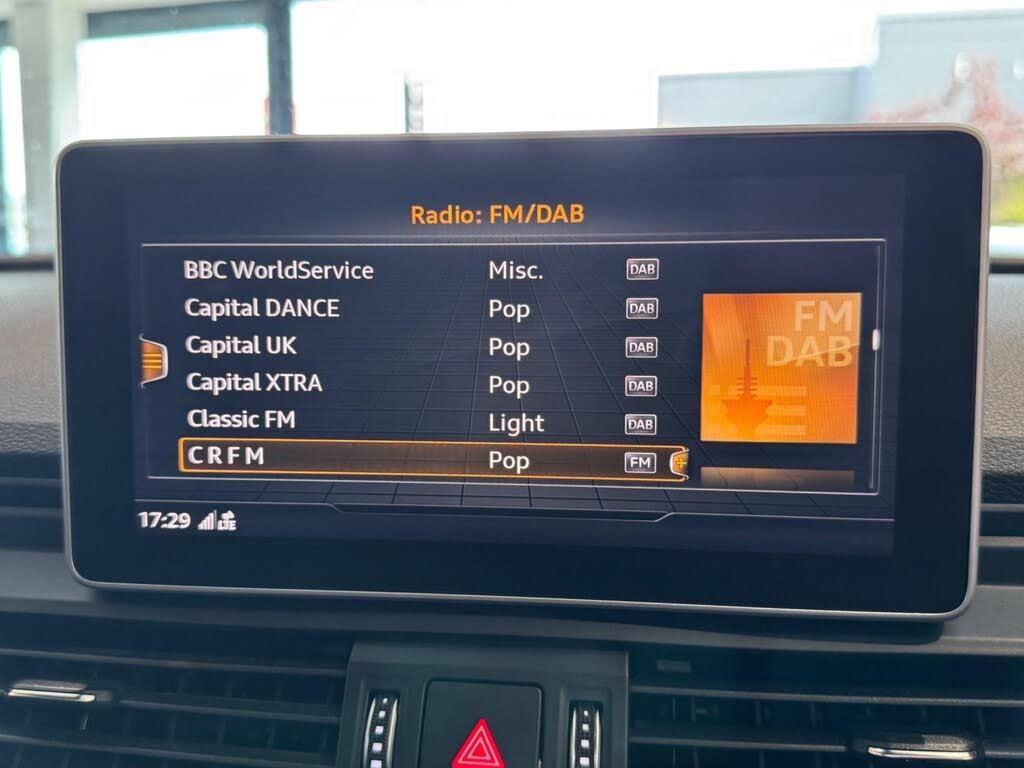 Radio: FM/DAB
BBC WorldService Misc. DAB
Capital DANCE Pop DAB
Capital UK Pop DAB
Capital XTRA Pop DAB
Classic FM Light DAB
C R F M Pop FM
FM
DAB
17:29 LTE